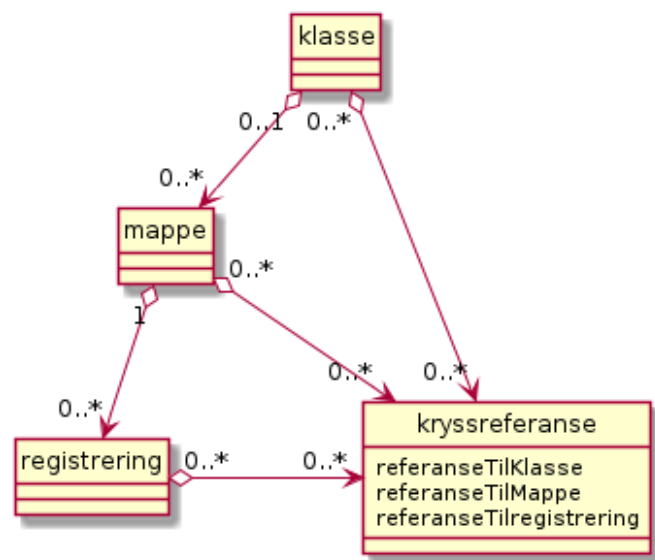 klasse
0..1
0..*
0..*
mappe
0..*
1
0..*
0..*
0..*
kryssreferanse
registrering
0..*
0..*
referanseTilKlasse
referanseTilMappe
referanseTilregistrering